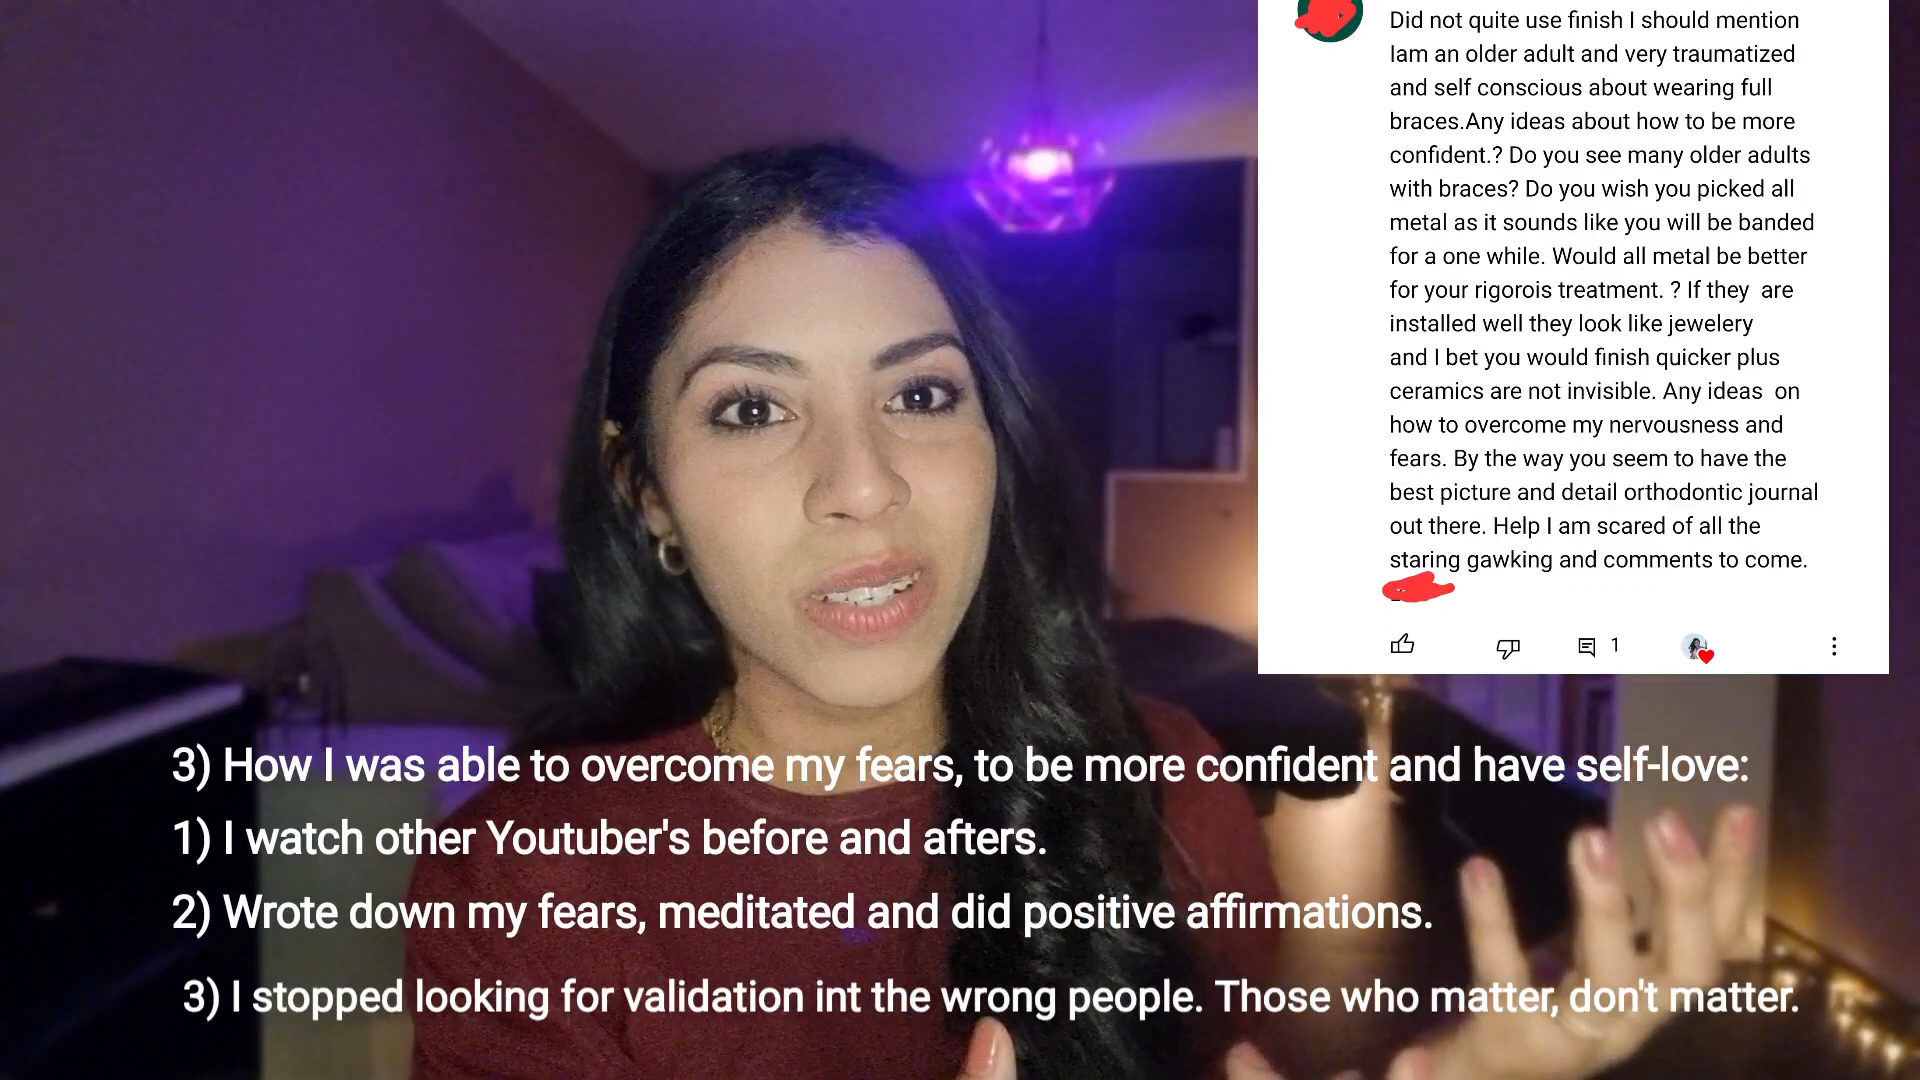 Did not quite use finish I should mention
Iam an older adult and very traumatized
and self conscious about wearing full
braces.Any ideas about how to be more
confident.? Do you see many older adults
with braces? Do you wish you picked all
metal as it sounds like you will be banded
for a one while. Would all metal be better
for your rigorois treatment. ? If they  are
installed well they look like jewelery
and I bet you would finish quicker plus
ceramics are not invisible. Any ideas  on
how to overcome my nervousness and
fears. By the way you seem to have the
best picture and detail orthodontic journal
out there. Help I am scared of all the
staring gawking and comments to come.
1
3) How I was able to overcome my fears, to be more confident and have self-love:
1) I watch other Youtuber's before and afters.
2) Wrote down my fears, meditated and did positive affirmations.
3) I stopped looking for validation int the wrong people. Those who matter, don't matter.